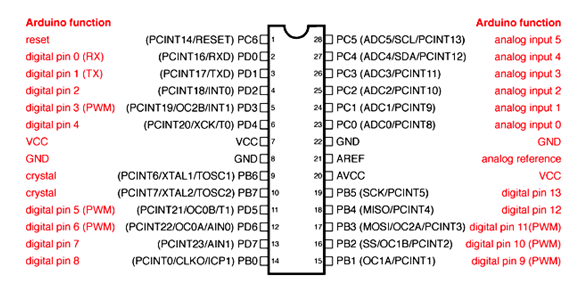 Arduino function Arduino function
reset (PCINT14/RESET) PC6 1 28 PC5 (ADC5/SCL/PCINT13) analog input 5
digital pin 0 (RX) (PCINT16/RXD) PD0 2 27 PC4 (ADC4/SDA/PCINT12) analog input 4
digital pin 1 (TX) (PCINT17/TXD) PD1 3 26 PC3 (ADC3/PCINT11) analog input 3
digital pin 2 (PCINT18/INT0) PD2 4 25 PC2 (ADC2/PCINT10) analog input 2
digital pin 3 (PWM) (PCINT19/OC2B/INT1) PD3 5 24 PC1 (ADC1/PCINT9) analog input 1
digital pin 4 (PCINT20/XCK/T0) PD4 6 23 PC0 (ADC0/PCINT8) analog input 0
VCC VCC 7 22 GND GND
GND GND 8 21 AREF analog reference
crystal (PCINT6/XTAL1/TOSC1) PB6 9 20 AVCC VCC
crystal (PCINT7/XTAL2/TOSC2) PB7 10 19 PB5 (SCK/PCINT5) digital pin 13
digital pin 5 (PWM) (PCINT21/OC0B/T1) PD5 11 18 PB4 (MISO/PCINT4) digital pin 12
digital pin 6 (PWM) (PCINT22/OC0A/AIN0) PD6 12 17 PB3 (MOSI/OC2A/PCINT3) digital pin 11(PWM)
digital pin 7 (PCINT23/AIN1) PD7 13 16 PB2 (SS/OC1B/PCINT2) digital pin 10 (PWM)
digital pin 8 (PCINT0/CLKO/ICP1) PB0 14 15 PB1 (OC1A/PCINT1) digital pin 9 (PWM)